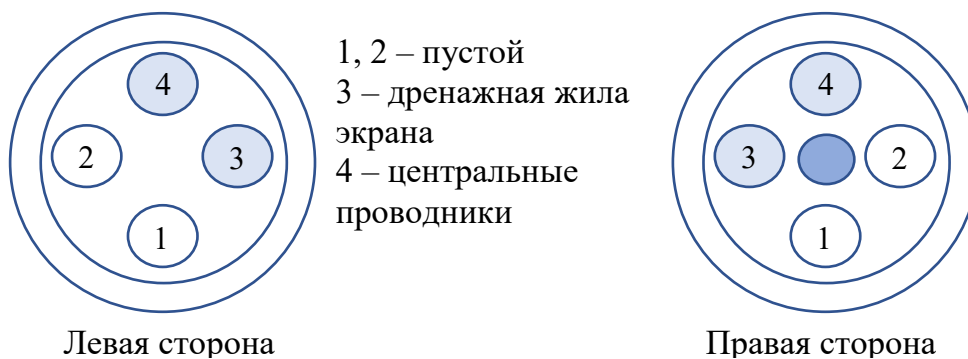 4
2
3
1
Левая сторона
1, 2 – пустой
3 – дренажная жила
экрана
4 – центральные
проводники
4
3
2
1
Правая сторона